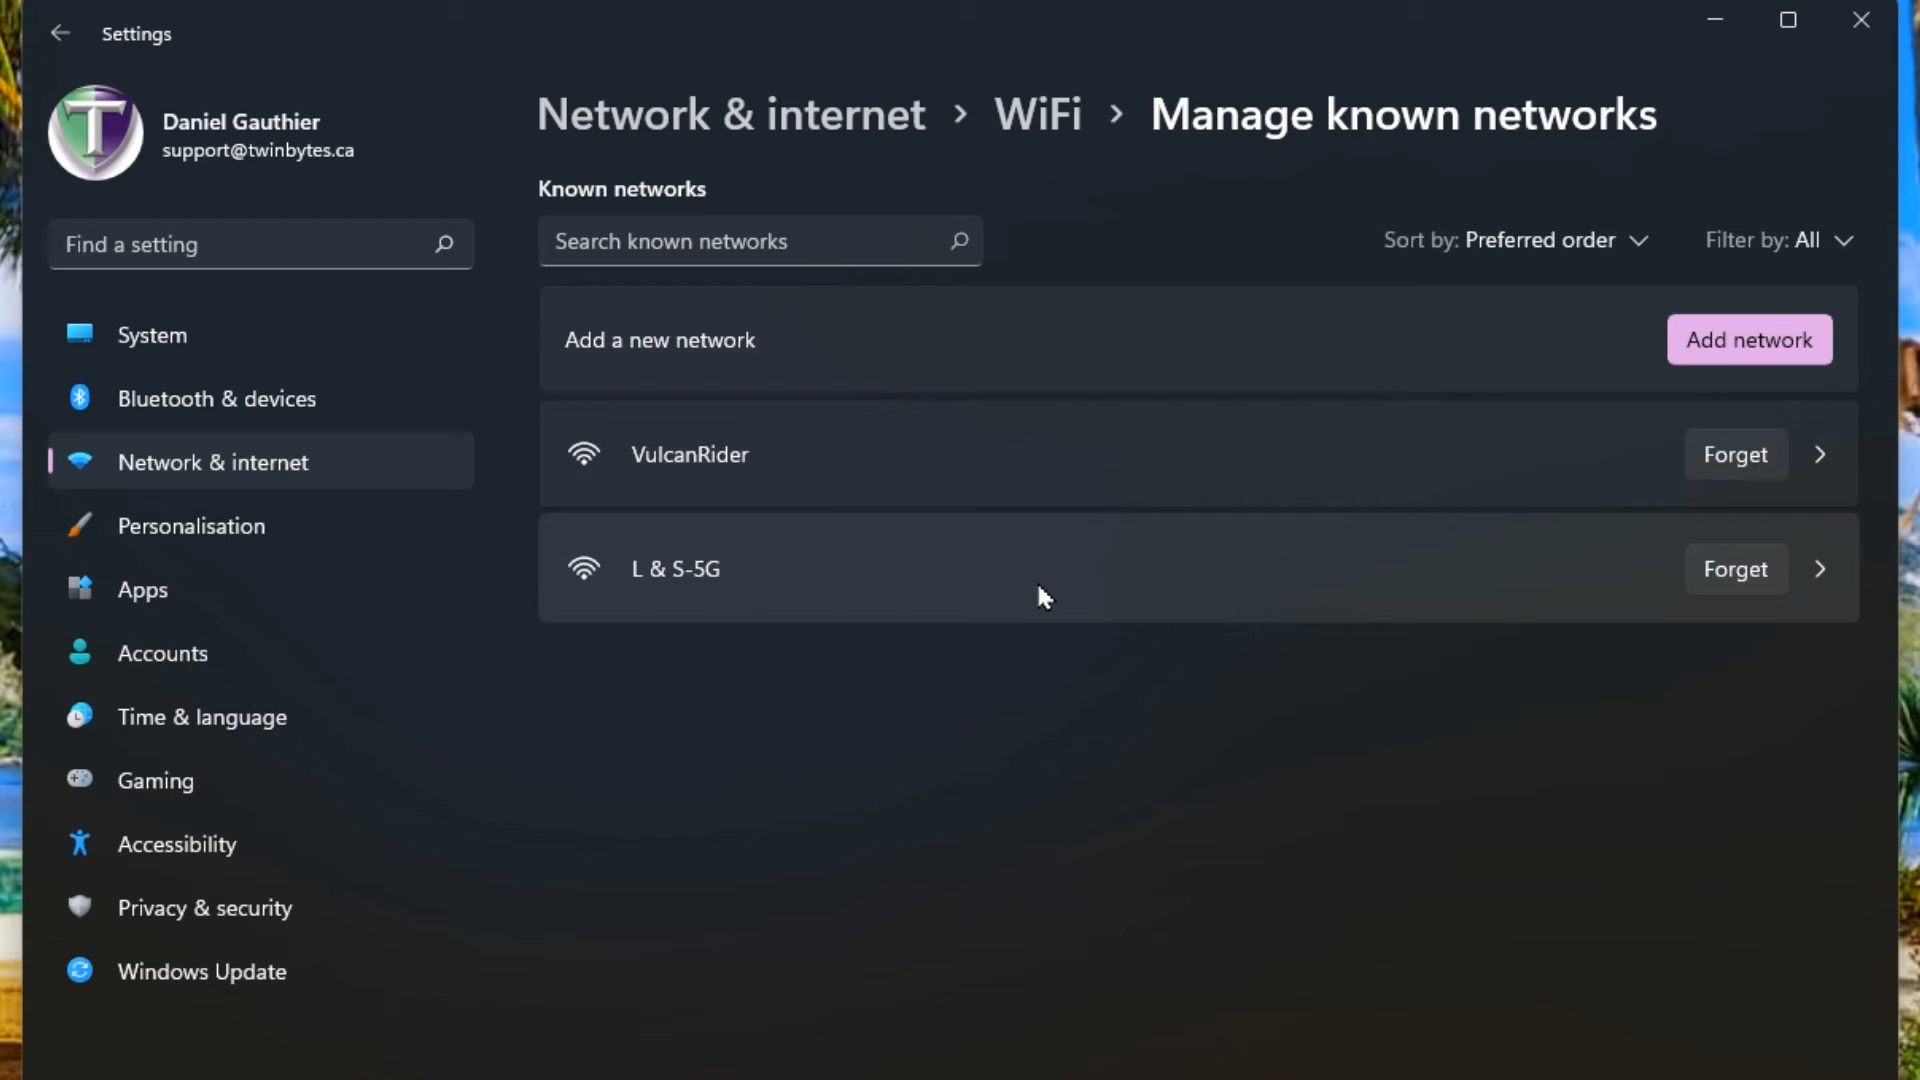 Settings
Daniel Gauthier
support@twinbytes.ca
Find a setting
System
Bluetooth & devices
Network & internet
Personalisation
Apps
Accounts
Time & language
Gaming
Accessibility
Privacy & security
Windows Update
Network & internet > WiFi > Manage known networks
Known networks
Search known networks
Sort by: Preferred order
Filter by: All
Add a new network
Add network
VulcanRider
Forget
L & S-5G
Forget